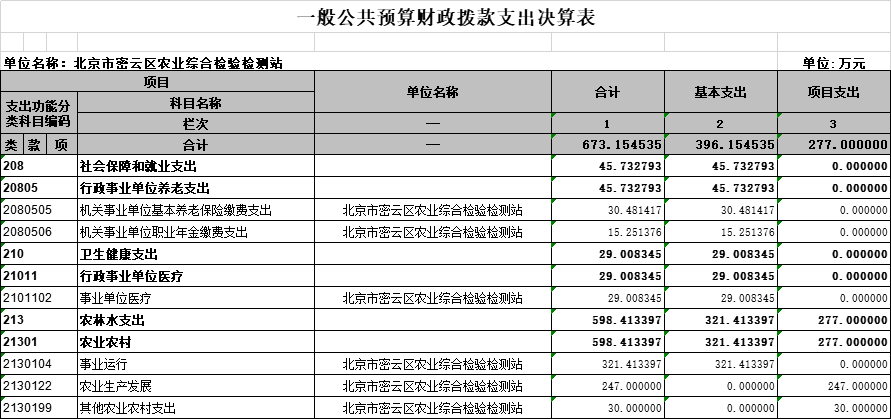 一般公共预算财政拨款支出决算表
单位名称：北京市密云区农业综合检验检测站 单位：万元
项目 单位名称 合计 基本支出 项目支出
支出功能分类科目编码 科目名称
栏次 — 1 2 3
类 款 项 合计 — 673.154535 396.154535 277.000000
208 社会保障和就业支出 45.732793 45.732793 0.000000
20805 行政事业单位养老支出 45.732793 45.732793 0.000000
2080505 机关事业单位基本养老保险缴费支出 北京市密云区农业综合检验检测站 30.481417 30.481417 0.000000
2080506 机关事业单位职业年金缴费支出 北京市密云区农业综合检验检测站 15.251376 15.251376 0.000000
210 卫生健康支出 29.008345 29.008345 0.000000
21011 行政事业单位医疗 29.008345 29.008345 0.000000
2101102 事业单位医疗 北京市密云区农业综合检验检测站 29.008345 29.008345 0.000000
213 农林水支出 598.413397 321.413397 277.000000
21301 农业农村 598.413397 321.413397 277.000000
2130104 事业运行 北京市密云区农业综合检验检测站 321.413397 321.413397 0.000000
2130122 农业生产发展 北京市密云区农业综合检验检测站 247.000000 0.000000 247.000000
2130199 其他农业农村支出 北京市密云区农业综合检验检测站 30.000000 0.000000 30.000000